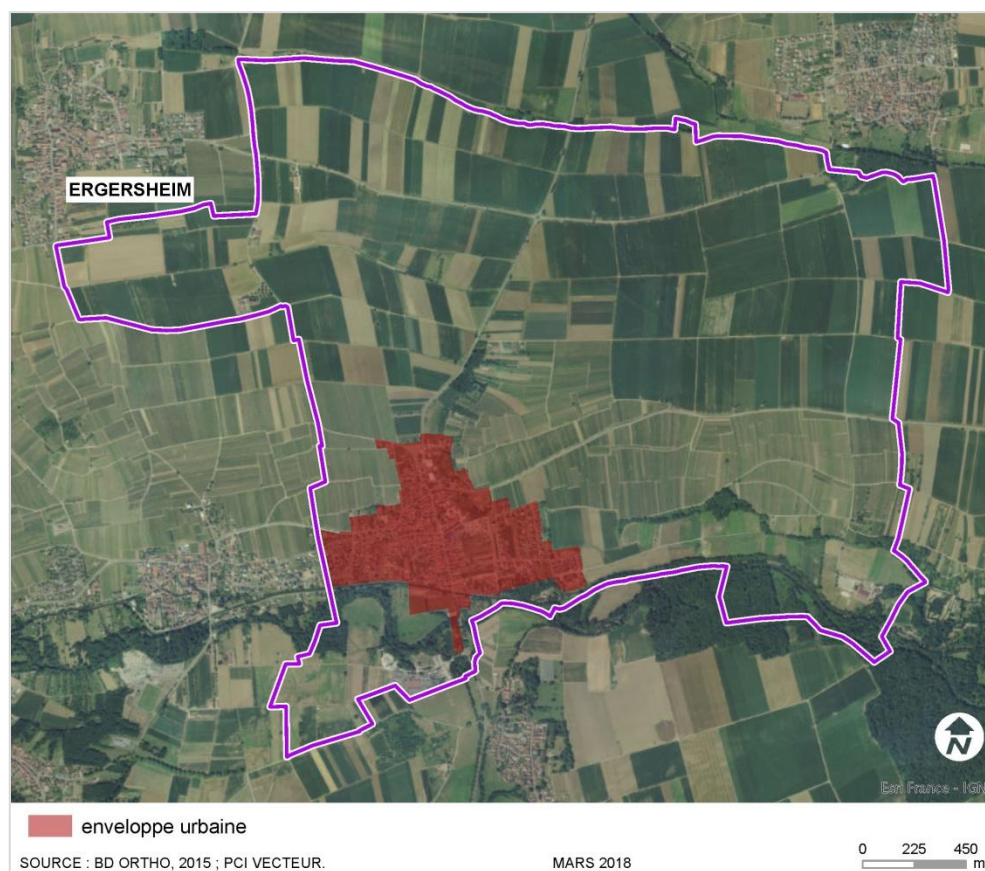 ERGERSHEIM
N
Esri France - IGN
enveloppe urbaine
0 225 450
m
SOURCE : BD ORTHO, 2015 ; PCI VECTEUR.
MARS 2018